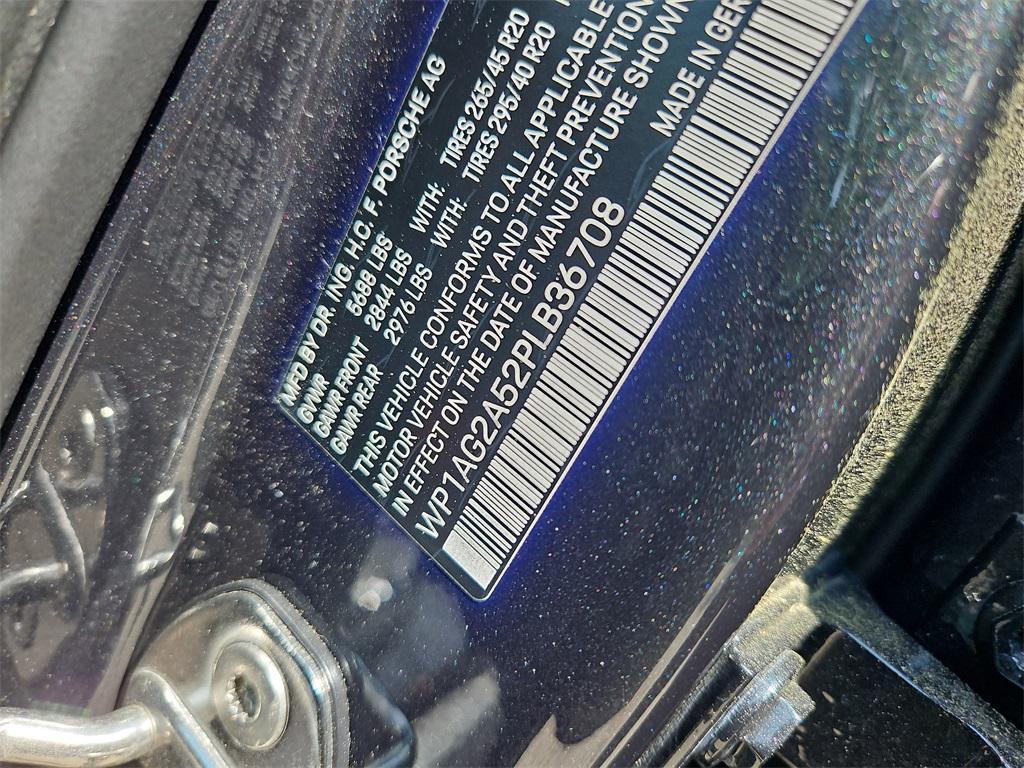 MFD BY DR. ING. H.C. F. PORSCHE AG
GVWR 5688 LBS
GAWR FRONT 2844 LBS WITH: TIRES 265/45 R20
GAWR REAR 2976 LBS WITH: TIRES 295/40 R20
THIS VEHICLE CONFORMS TO ALL APPLICABLE
MOTOR VEHICLE SAFETY AND THEFT PREVENTION
IN EFFECT ON THE DATE OF MANUFACTURE SHOWN
WP1AG2A52PLB36708 MADE IN GER